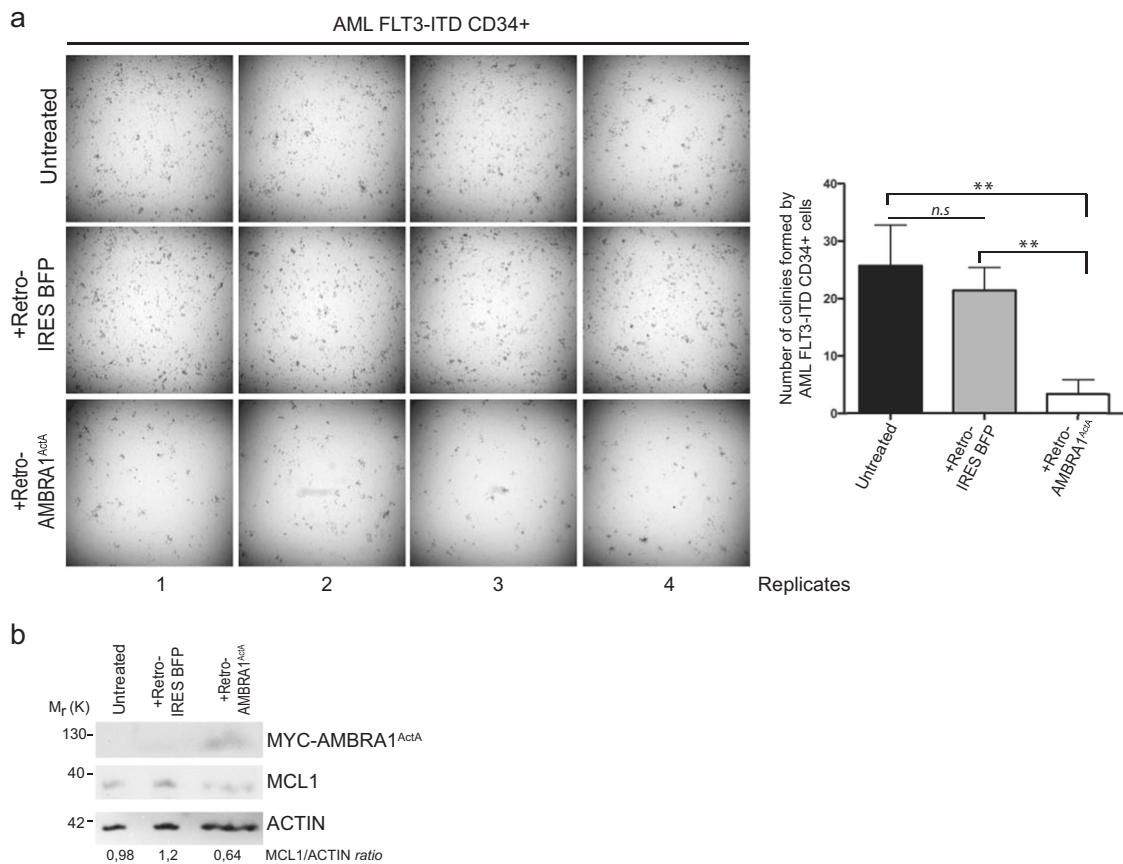 a
AML FLT3-ITD CD34+
Untreated
+Retro-
IRES BFP
+Retro-
AMBRA1ActA
1 2 3 4 Replicates
Number of colinies formed by
AML FLT3-ITD CD34+ cells
40
30
20
10
0
**
n.s
**
Untreated
+Retro-
IRES BFP
+Retro-
AMBRA1ActA
b
Untreated
+Retro-
IRES BFP
+Retro-
AMBRA1ActA
Mr (K)
130 MYC-AMBRA1ActA
40 MCL1
42 ACTIN
0,98 1,2 0,64 MCL1/ACTIN ratio